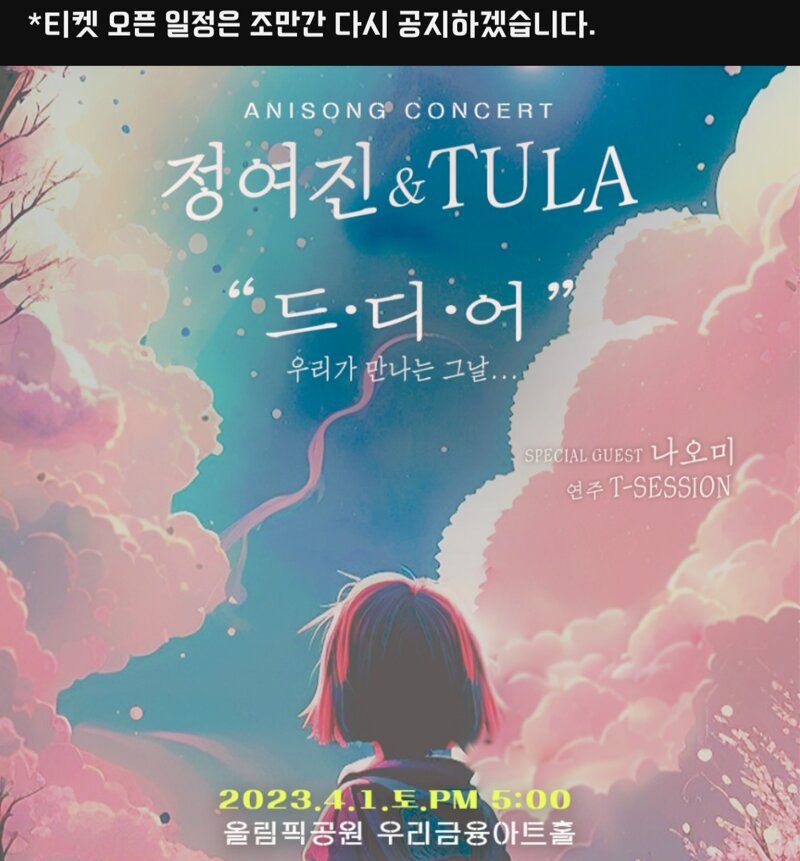 *티켓 오픈 일정은 조만간 다시 공지하겠습니다.
ANISONG CONCERT
정여진&TULA
“드·디·어”
우리가 만나는 그날...
SPECIAL GUEST 나오미
연주 T-SESSION
2023.4.1.토.PM 5:00
올림픽공원 우리금융아트홀